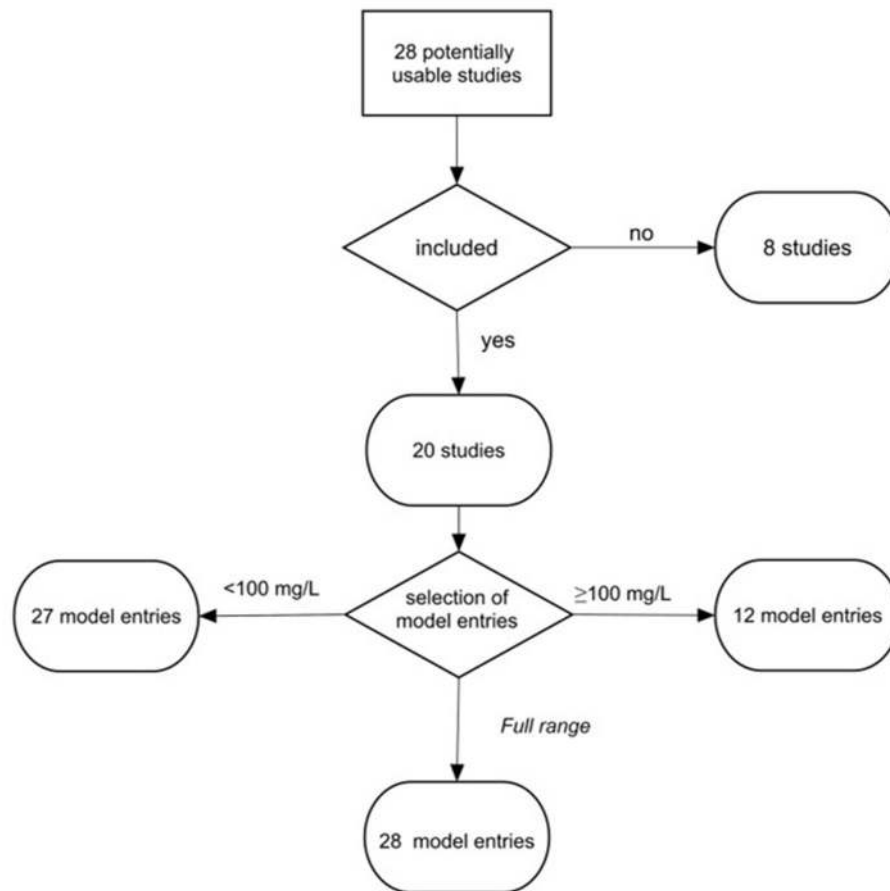 28 potentially
usable studies
included
no
8 studies
yes
20 studies
<100 mg/L
selection of
model entries
≥100 mg/L
27 model entries
12 model entries
Full range
28 model entries